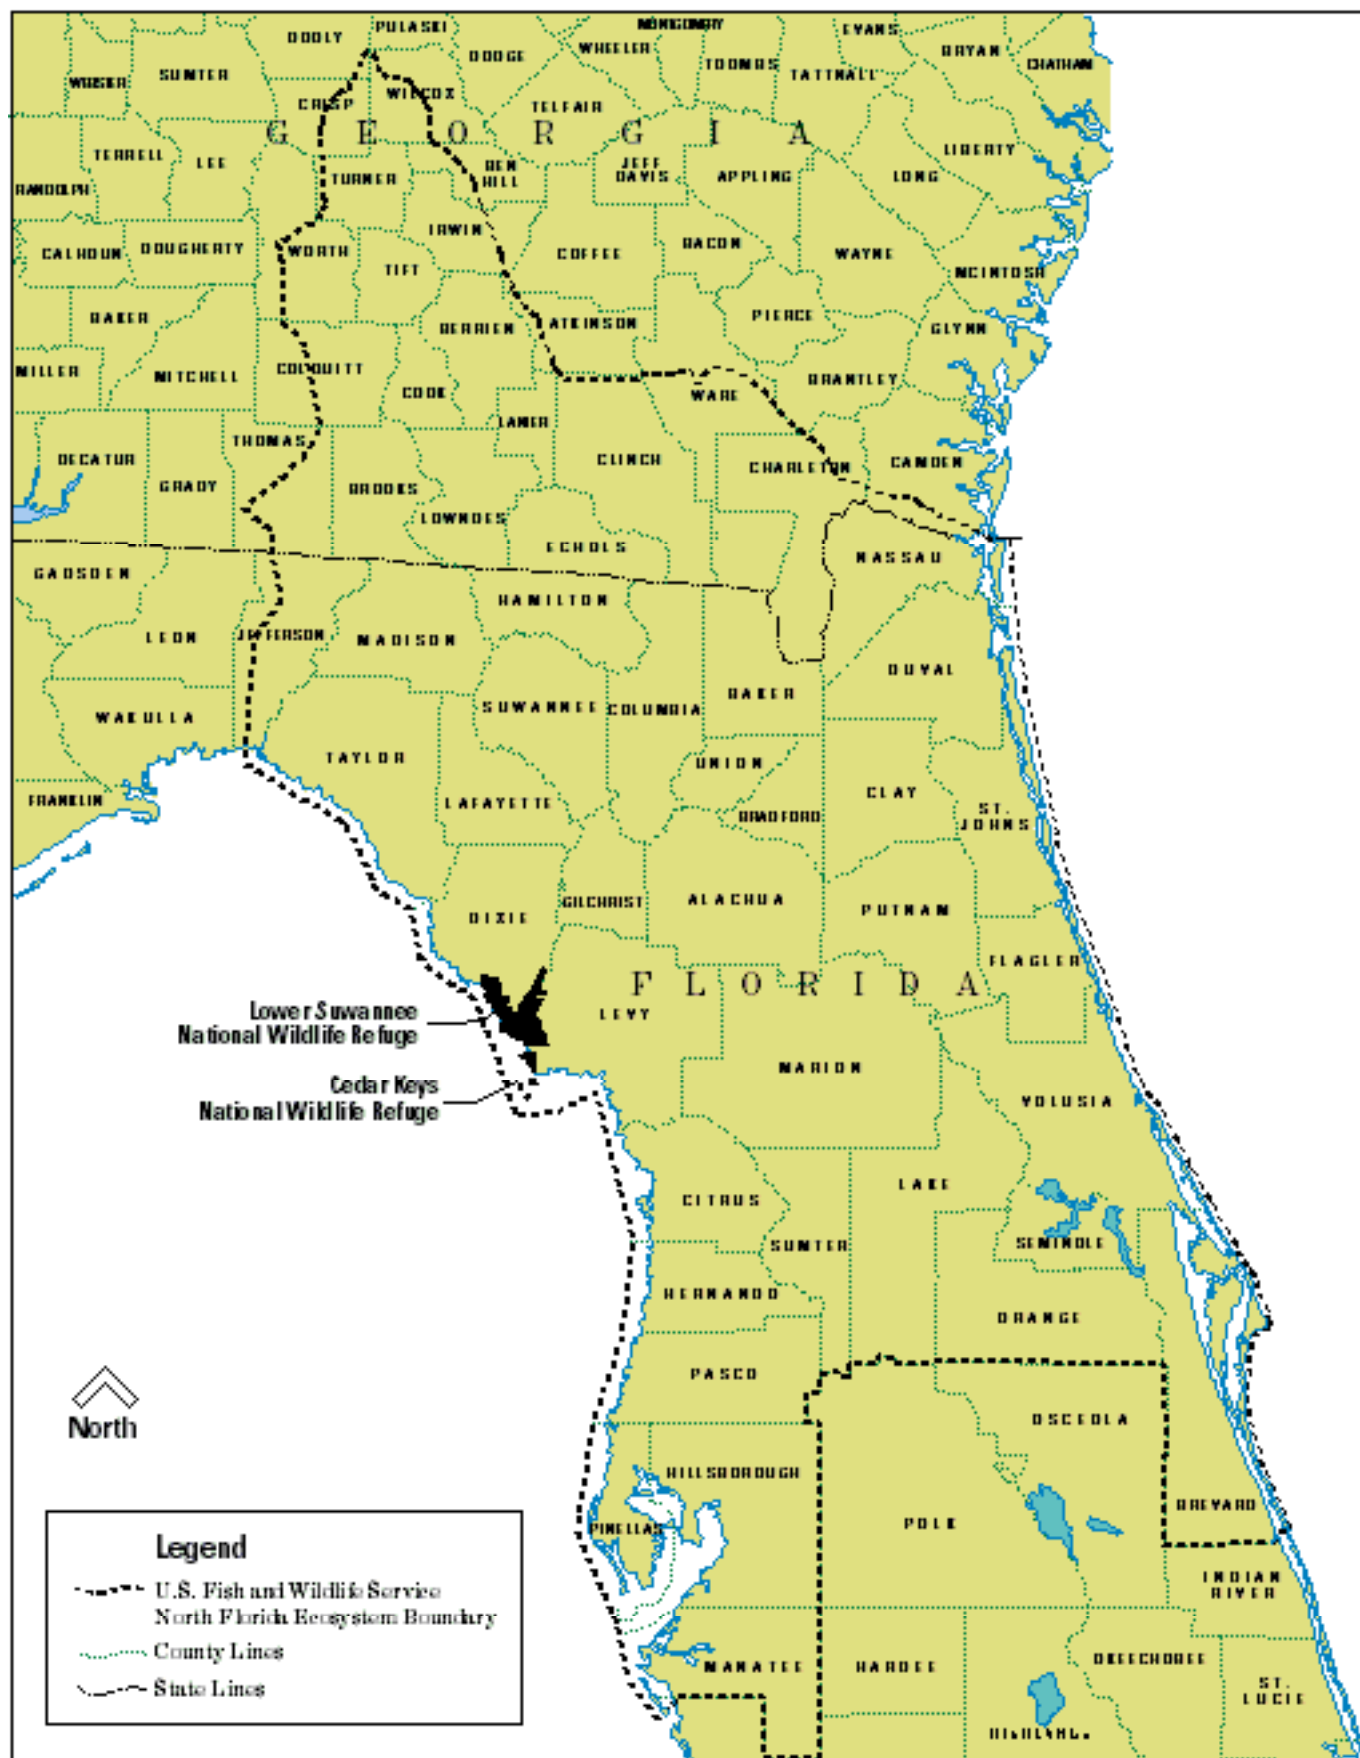 DOOLY
PULASKI
DODGE
WHEELER
MONTGOMERY
TOOMBS
EVANS
TATTNALL
BRYAN
CHATHAM
SUMTER
CRISP
WILCOX
TELFAIR
GEORGIA
TERRELL
LEE
TURNER
BEN
HILL
JEFF
DAVIS
APPLING
LONG
LIBERTY
RANDOLPH
CALHOUN
DOUGHERTY
WORTH
TIFT
IRWIN
COFFEE
BACON
WAYNE
MCINTOSH
BAKER
BERRIEN
ATKINSON
PIERCE
GLYNN
MILLER
MITCHELL
COLQUITT
COOK
LANIER
WARE
BRANTLEY
DECATUR
GRADY
THOMAS
BROOKS
LOWNDES
CLINCH
CHARLETON
CAMDEN
ECHOLS
NASSAU
GADSDEN
LEON
JEFFERSON
MADISON
HAMILTON
DUVAL
WAKULLA
TAYLOR
SUWANNEE
COLUMBIA
BAKER
UNION
CLAY
ST.
JOHNS
FRANKLIN
LAFAYETTE
BRADFORD
DIXIE
GILCHRIST
ALACHUA
PUTNAM
FLAGLER
FLORIDA
LEVY
MARION
VOLUSIA
Lower Suwannee
National Wildlife Refuge
Cedar Keys
National Wildlife Refuge
CITRUS
LAKE
SUMTER
SEMINOLE
HERNANDO
ORANGE
PASCO
OSCEOLA
HILLSBOROUGH
PINELLAS
POLK
BREVARD
INDIAN
RIVER
MANATEE
HARDEE
OKEECHOBEE
ST.
LUCIE
HIGHLANDS
North
Legend
U.S. Fish and Wildlife Service
North Florida Ecosystem Boundary
County Lines
State Lines